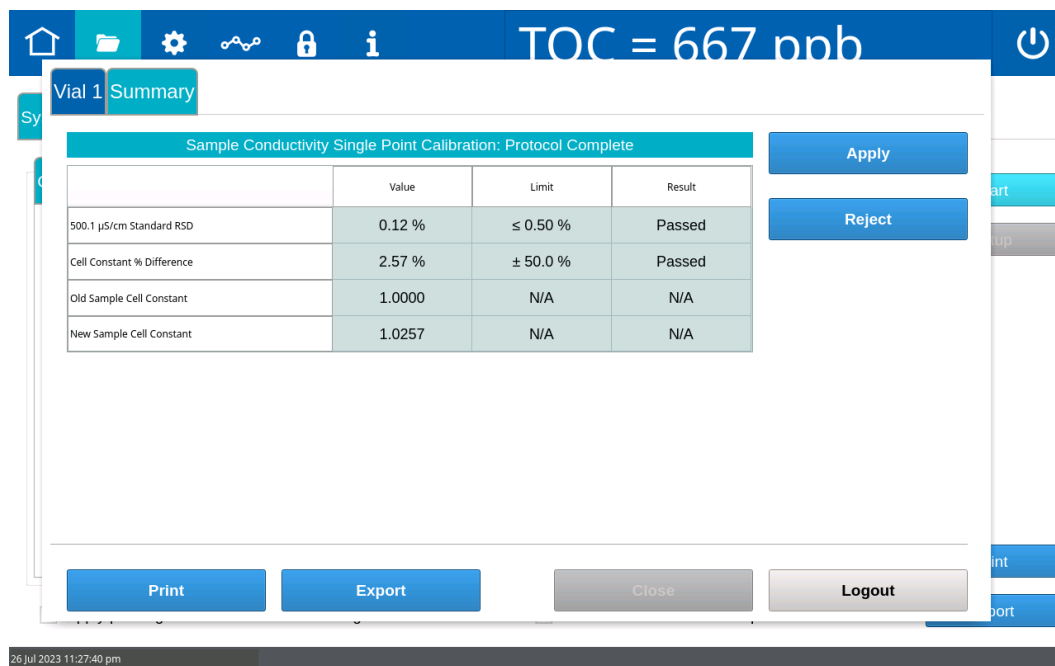 TOC = 667 ppb
Vial 1 Summary
Sy
Sample Conductivity Single Point Calibration: Protocol Complete
Apply
Value Limit Result
art
500.1 µS/cm Standard RSD 0.12 % ≤ 0.50 % Passed
Reject
up
Cell Constant % Difference 2.57 % ± 50.0 % Passed
Old Sample Cell Constant 1.0000 N/A N/A
New Sample Cell Constant 1.0257 N/A N/A
int
Print Export Close Logout
port
26 Jul 2023 11:27:40 pm